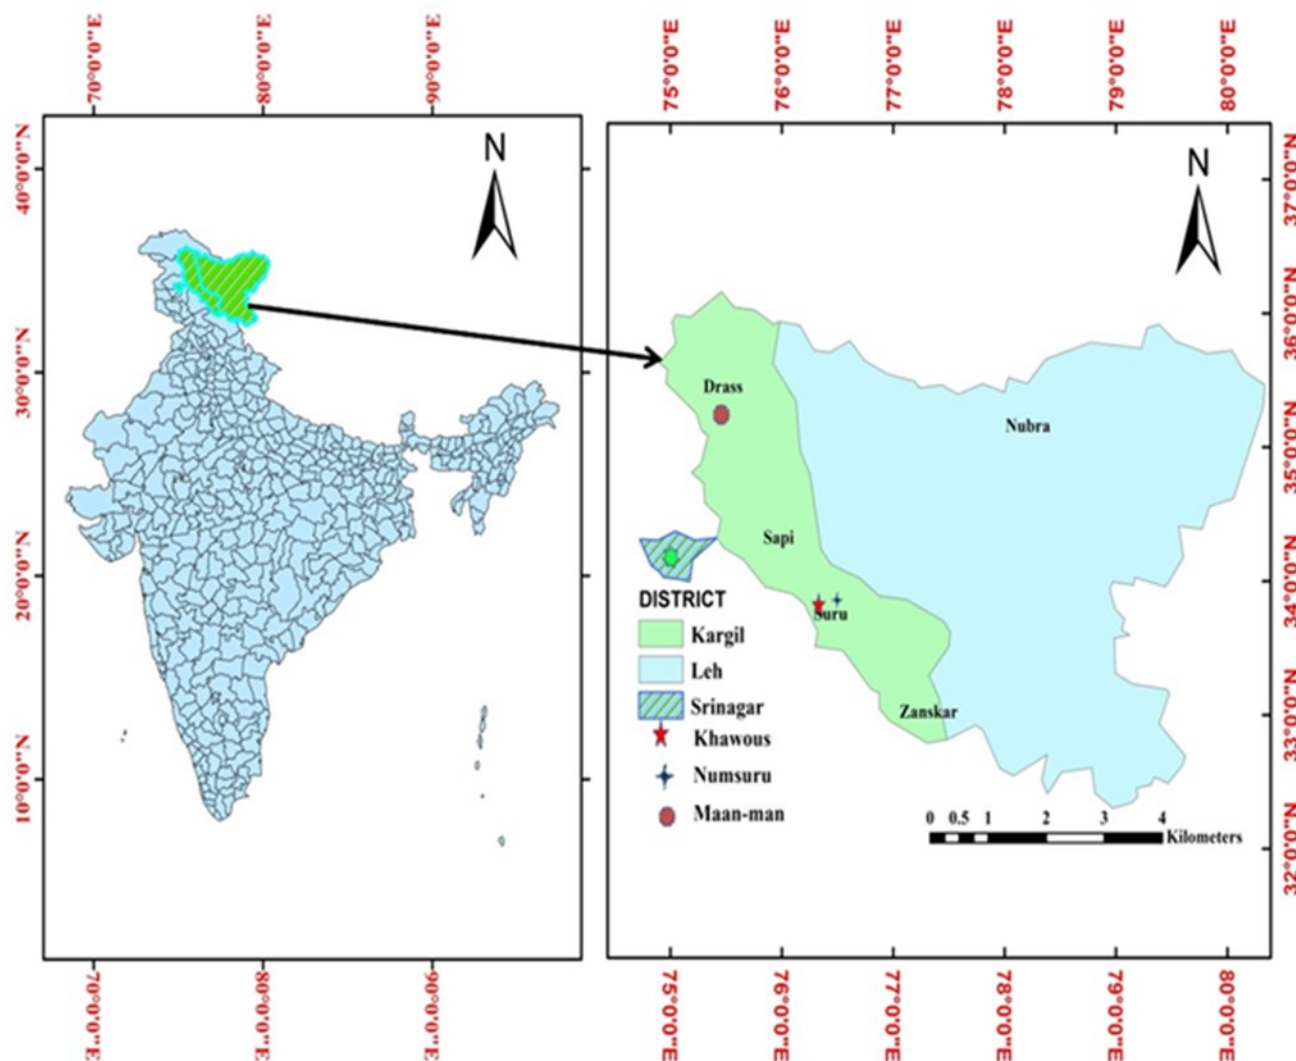 70°0'0"E 80°0'0"E 90°0'0"E
75°0'0"E 76°0'0"E 77°0'0"E 78°0'0"E 79°0'0"E 80°0'0"E
40°0'0"N
30°0'0"N
20°0'0"N
10°0'0"N
N
N
37°0'0"N
36°0'0"N
35°0'0"N
34°0'0"N
33°0'0"N
32°0'0"N
Drass
Nubra
Sapi
Suru
Zanskar
DISTRICT
Kargil
Leh
Srinagar
Khawous
Numsuru
Maan-man
0 0.5 1 2 3 4
Kilometers
70°0'0"E 80°0'0"E 90°0'0"E
75°0'0"E 76°0'0"E 77°0'0"E 78°0'0"E 79°0'0"E 80°0'0"E